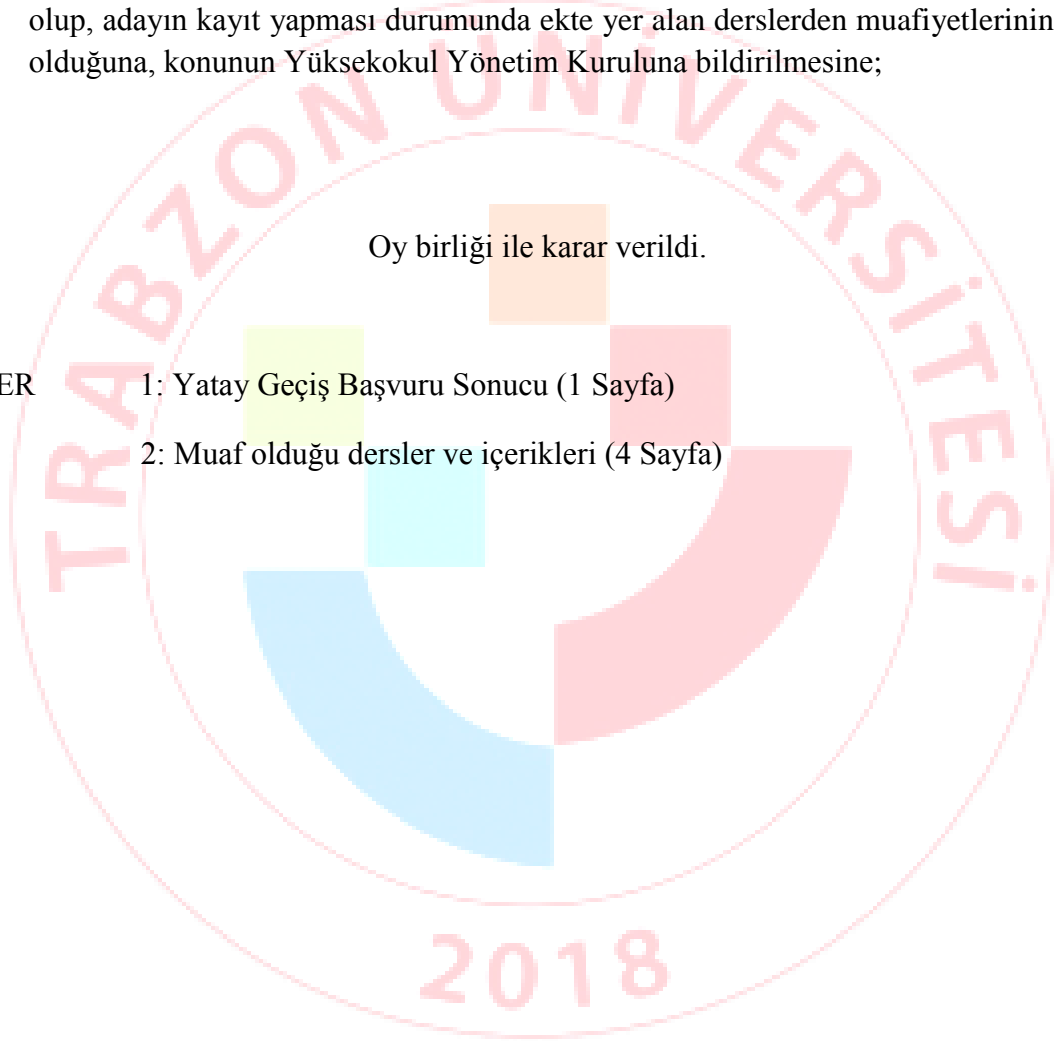 olup, adayın kayıt yapması durumunda ekte yer alan derslerden muafiyetlerinin
olduğuna, konunun Yüksekokul Yönetim Kuruluna bildirilmesine;
TRABZON ÜNİVERSİTESİ
Oy birliği ile karar verildi.
ER 1: Yatay Geçiş Başvuru Sonucu (1 Sayfa)
2: Muaf olduğu dersler ve içerikleri (4 Sayfa)
2018